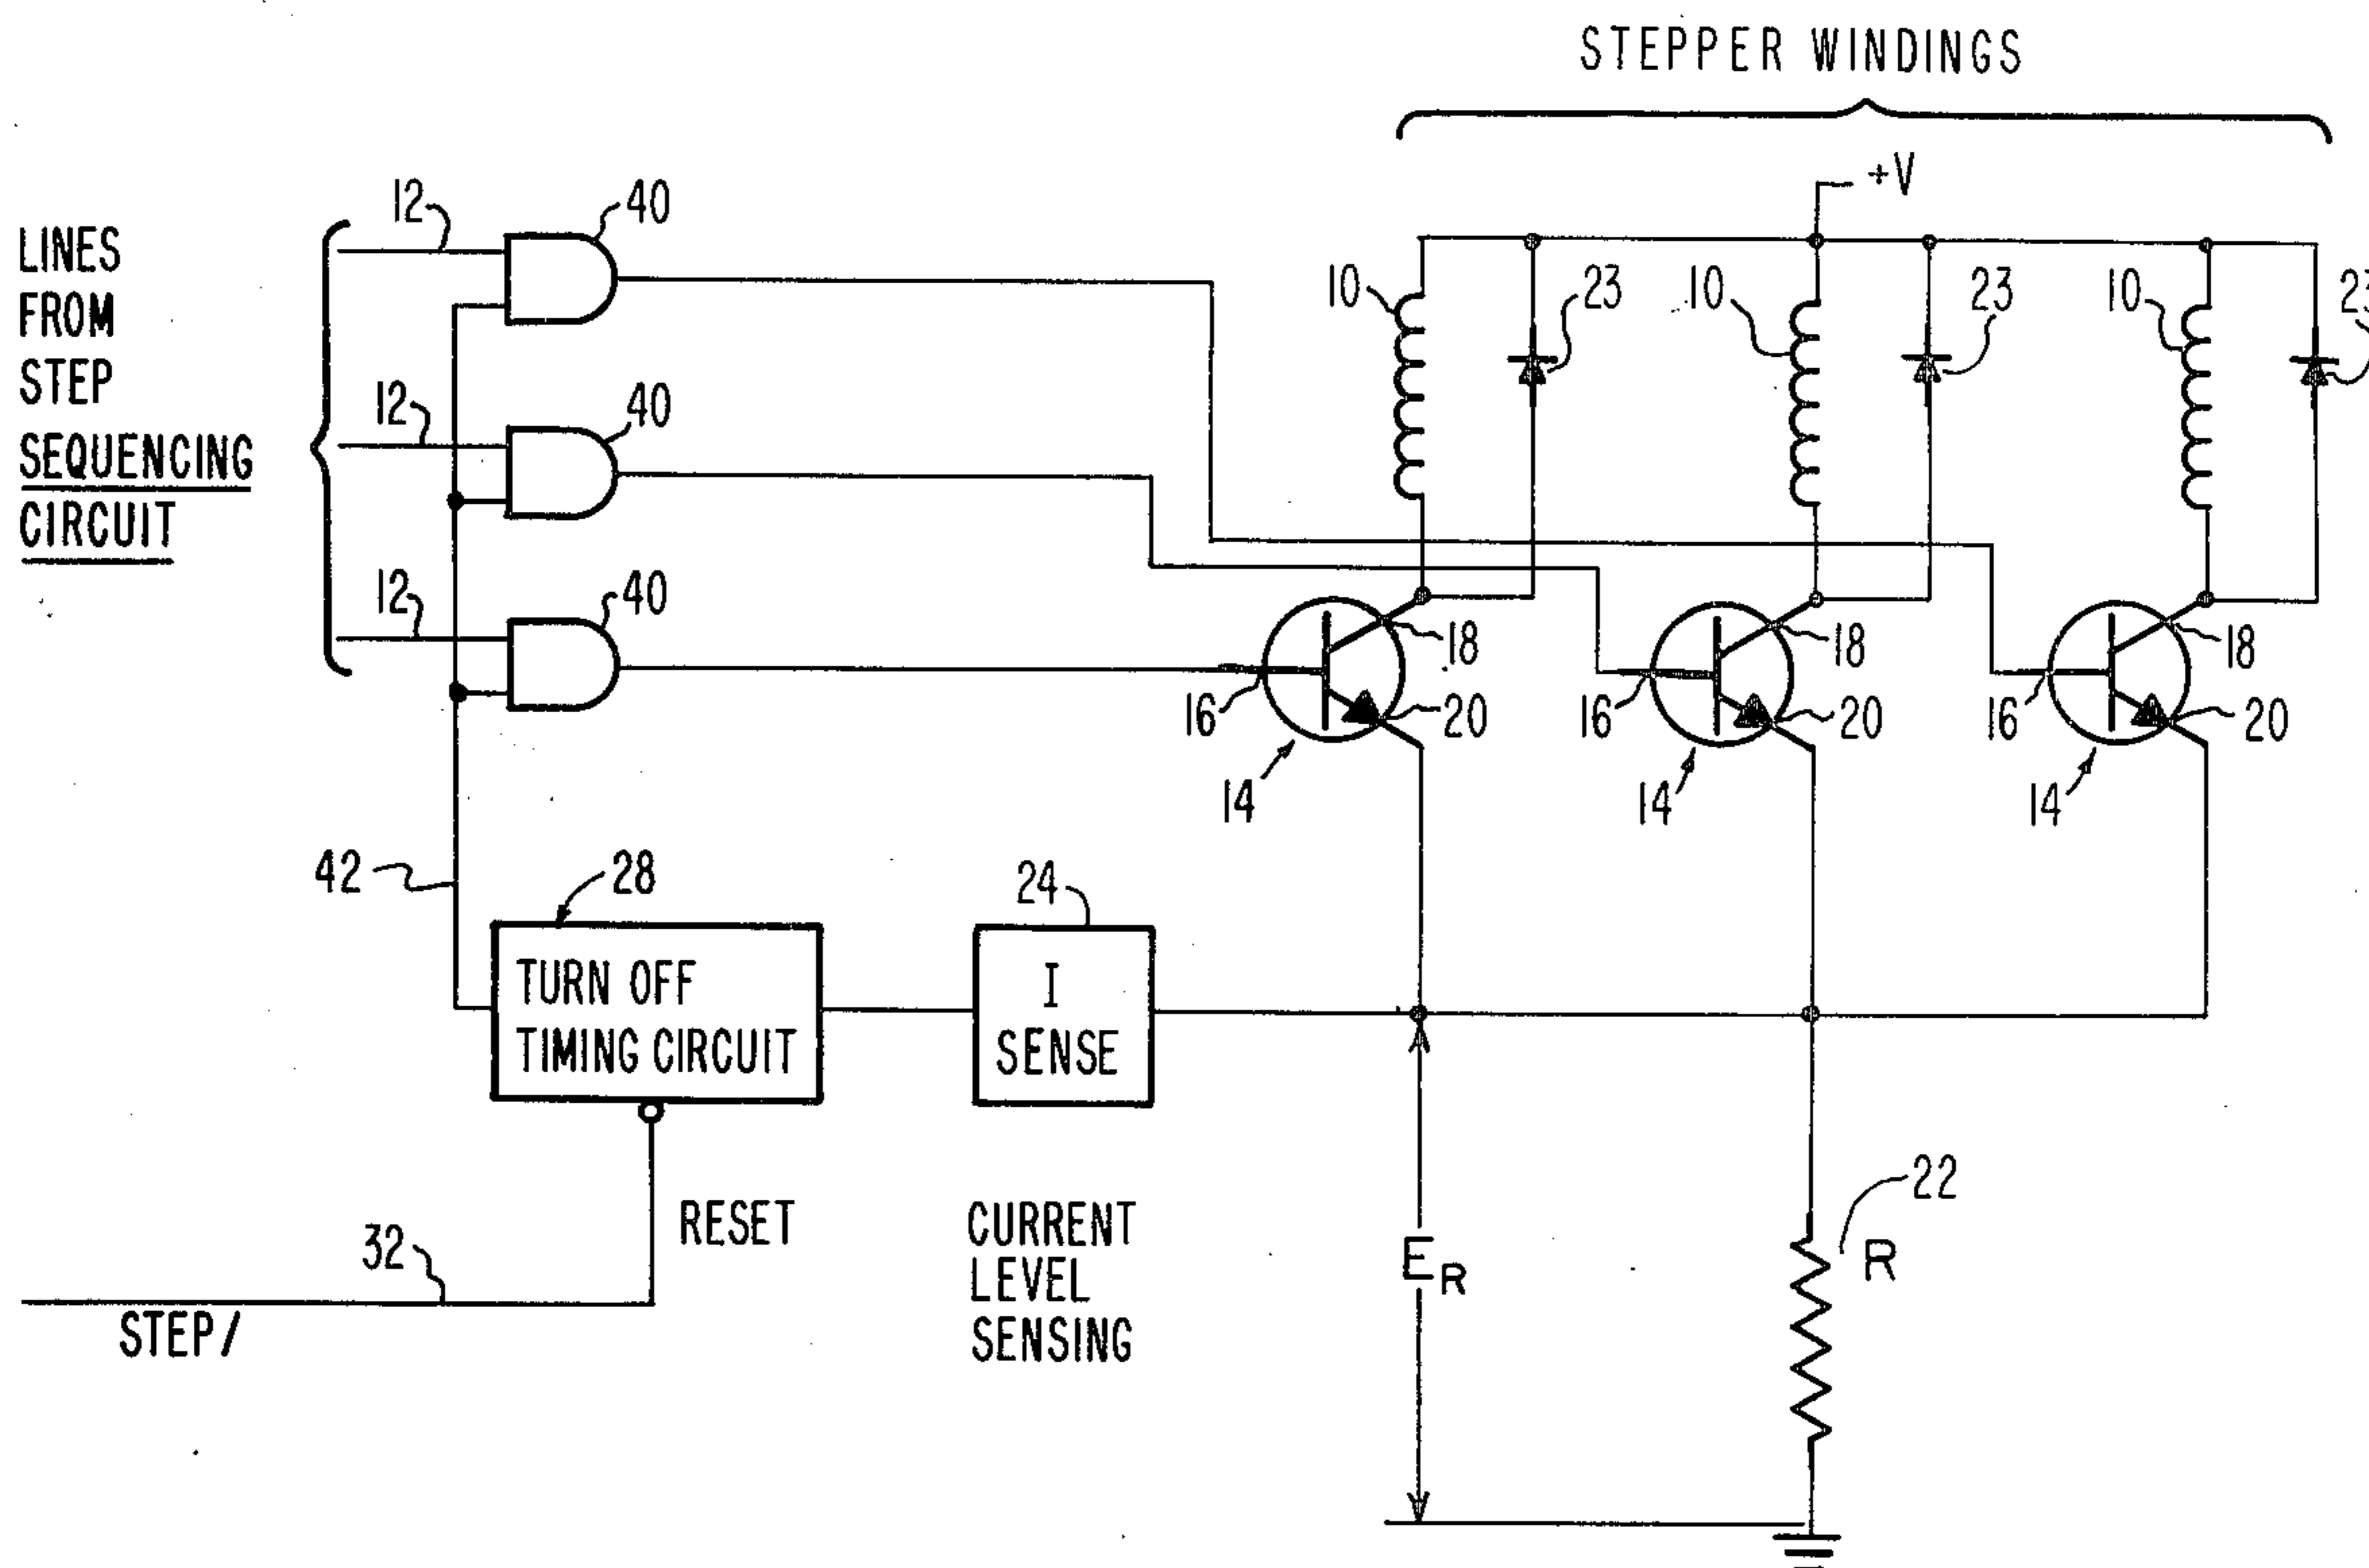 STEPPER WINDINGS
+V
LINES
FROM
STEP
SEQUENCING
CIRCUIT
12
40
12
40
12
40
10
23
10
23
10
23
18
18
18
16
20
16
20
16
20
14
14
14
42
28
TURN OFF
TIMING CIRCUIT
24
I
SENSE
RESET
CURRENT
LEVEL
SENSING
32
STEP/
ER
22
R